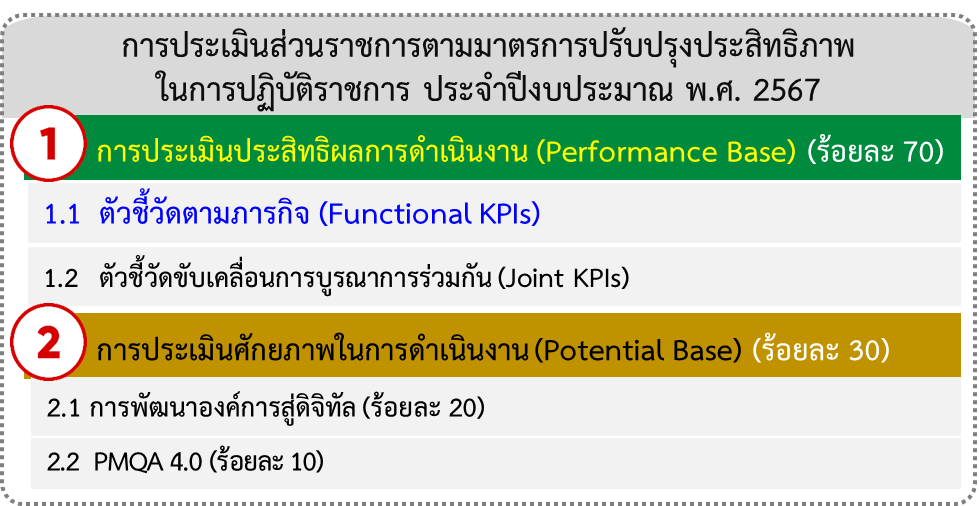 การประเมินส่วนราชการตามมาตรการปรับปรุงประสิทธิภาพ
ในการปฏิบัติราชการ ประจำปีงบประมาณ พ.ศ. 2567
1 การประเมินประสิทธิผลการดำเนินงาน (Performance Base) (ร้อยละ 70)
1.1 ตัวชี้วัดตามภารกิจ (Functional KPIs)
1.2 ตัวชี้วัดขับเคลื่อนการบูรณาการร่วมกัน (Joint KPIs)
2 การประเมินศักยภาพในการดำเนินงาน (Potential Base) (ร้อยละ 30)
2.1 การพัฒนาองค์การสู่ดิจิทัล (ร้อยละ 20)
2.2 PMQA 4.0 (ร้อยละ 10)